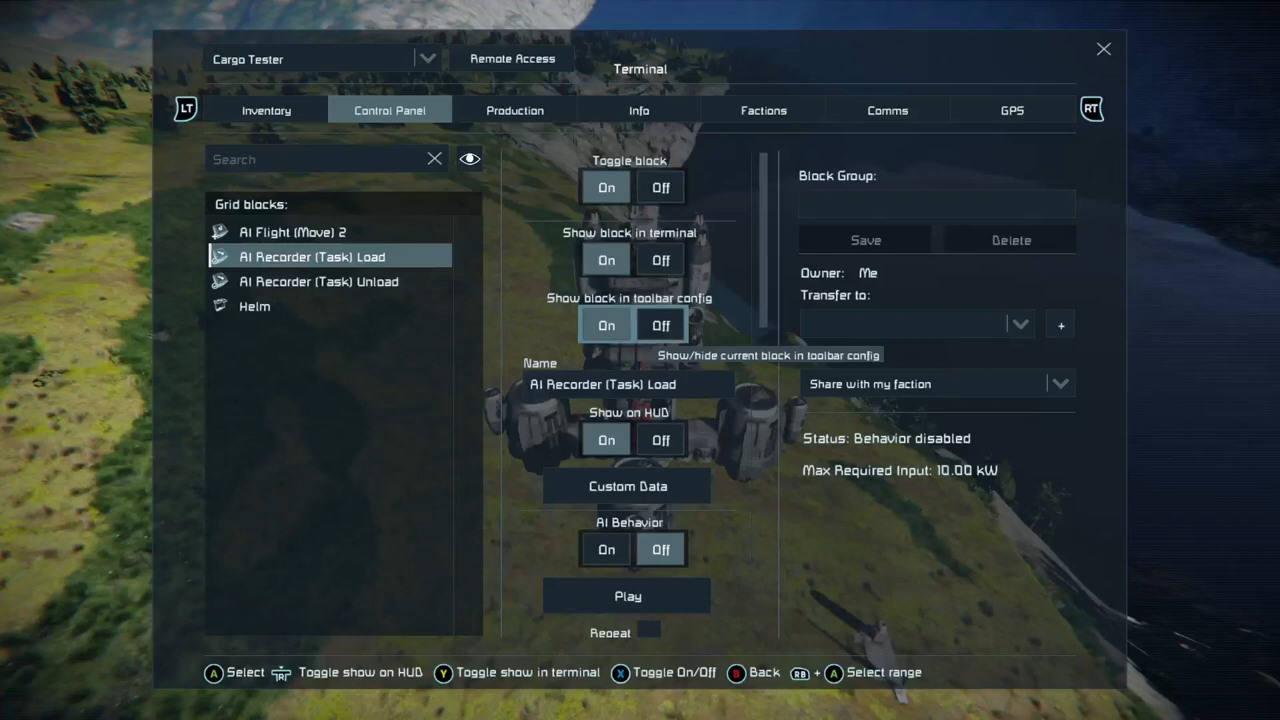 Cargo Tester
Remote Access
Terminal
LT
Inventory
Control Panel
Production
Info
Factions
Comms
GPS
RT
Search
Grid blocks:
AI Flight (Move) 2
AI Recorder (Task) Load
AI Recorder (Task) Unload
Helm
Toggle block
On Off
Show block in terminal
On Off
Show block in toolbar config
On Off
Show/hide current block in toolbar config
Name
AI Recorder (Task) Load
Show on HUD
On Off
Custom Data
AI Behavior
On Off
Play
Repeat
Block Group:
Save Delete
Owner: Me
Transfer to:
+
Share with my faction
Status: Behavior disabled
Max Required Input: 10.00 kW
A Select Toggle show on HUD Y Toggle show in terminal X Toggle On/Off B Back RB + A Select range